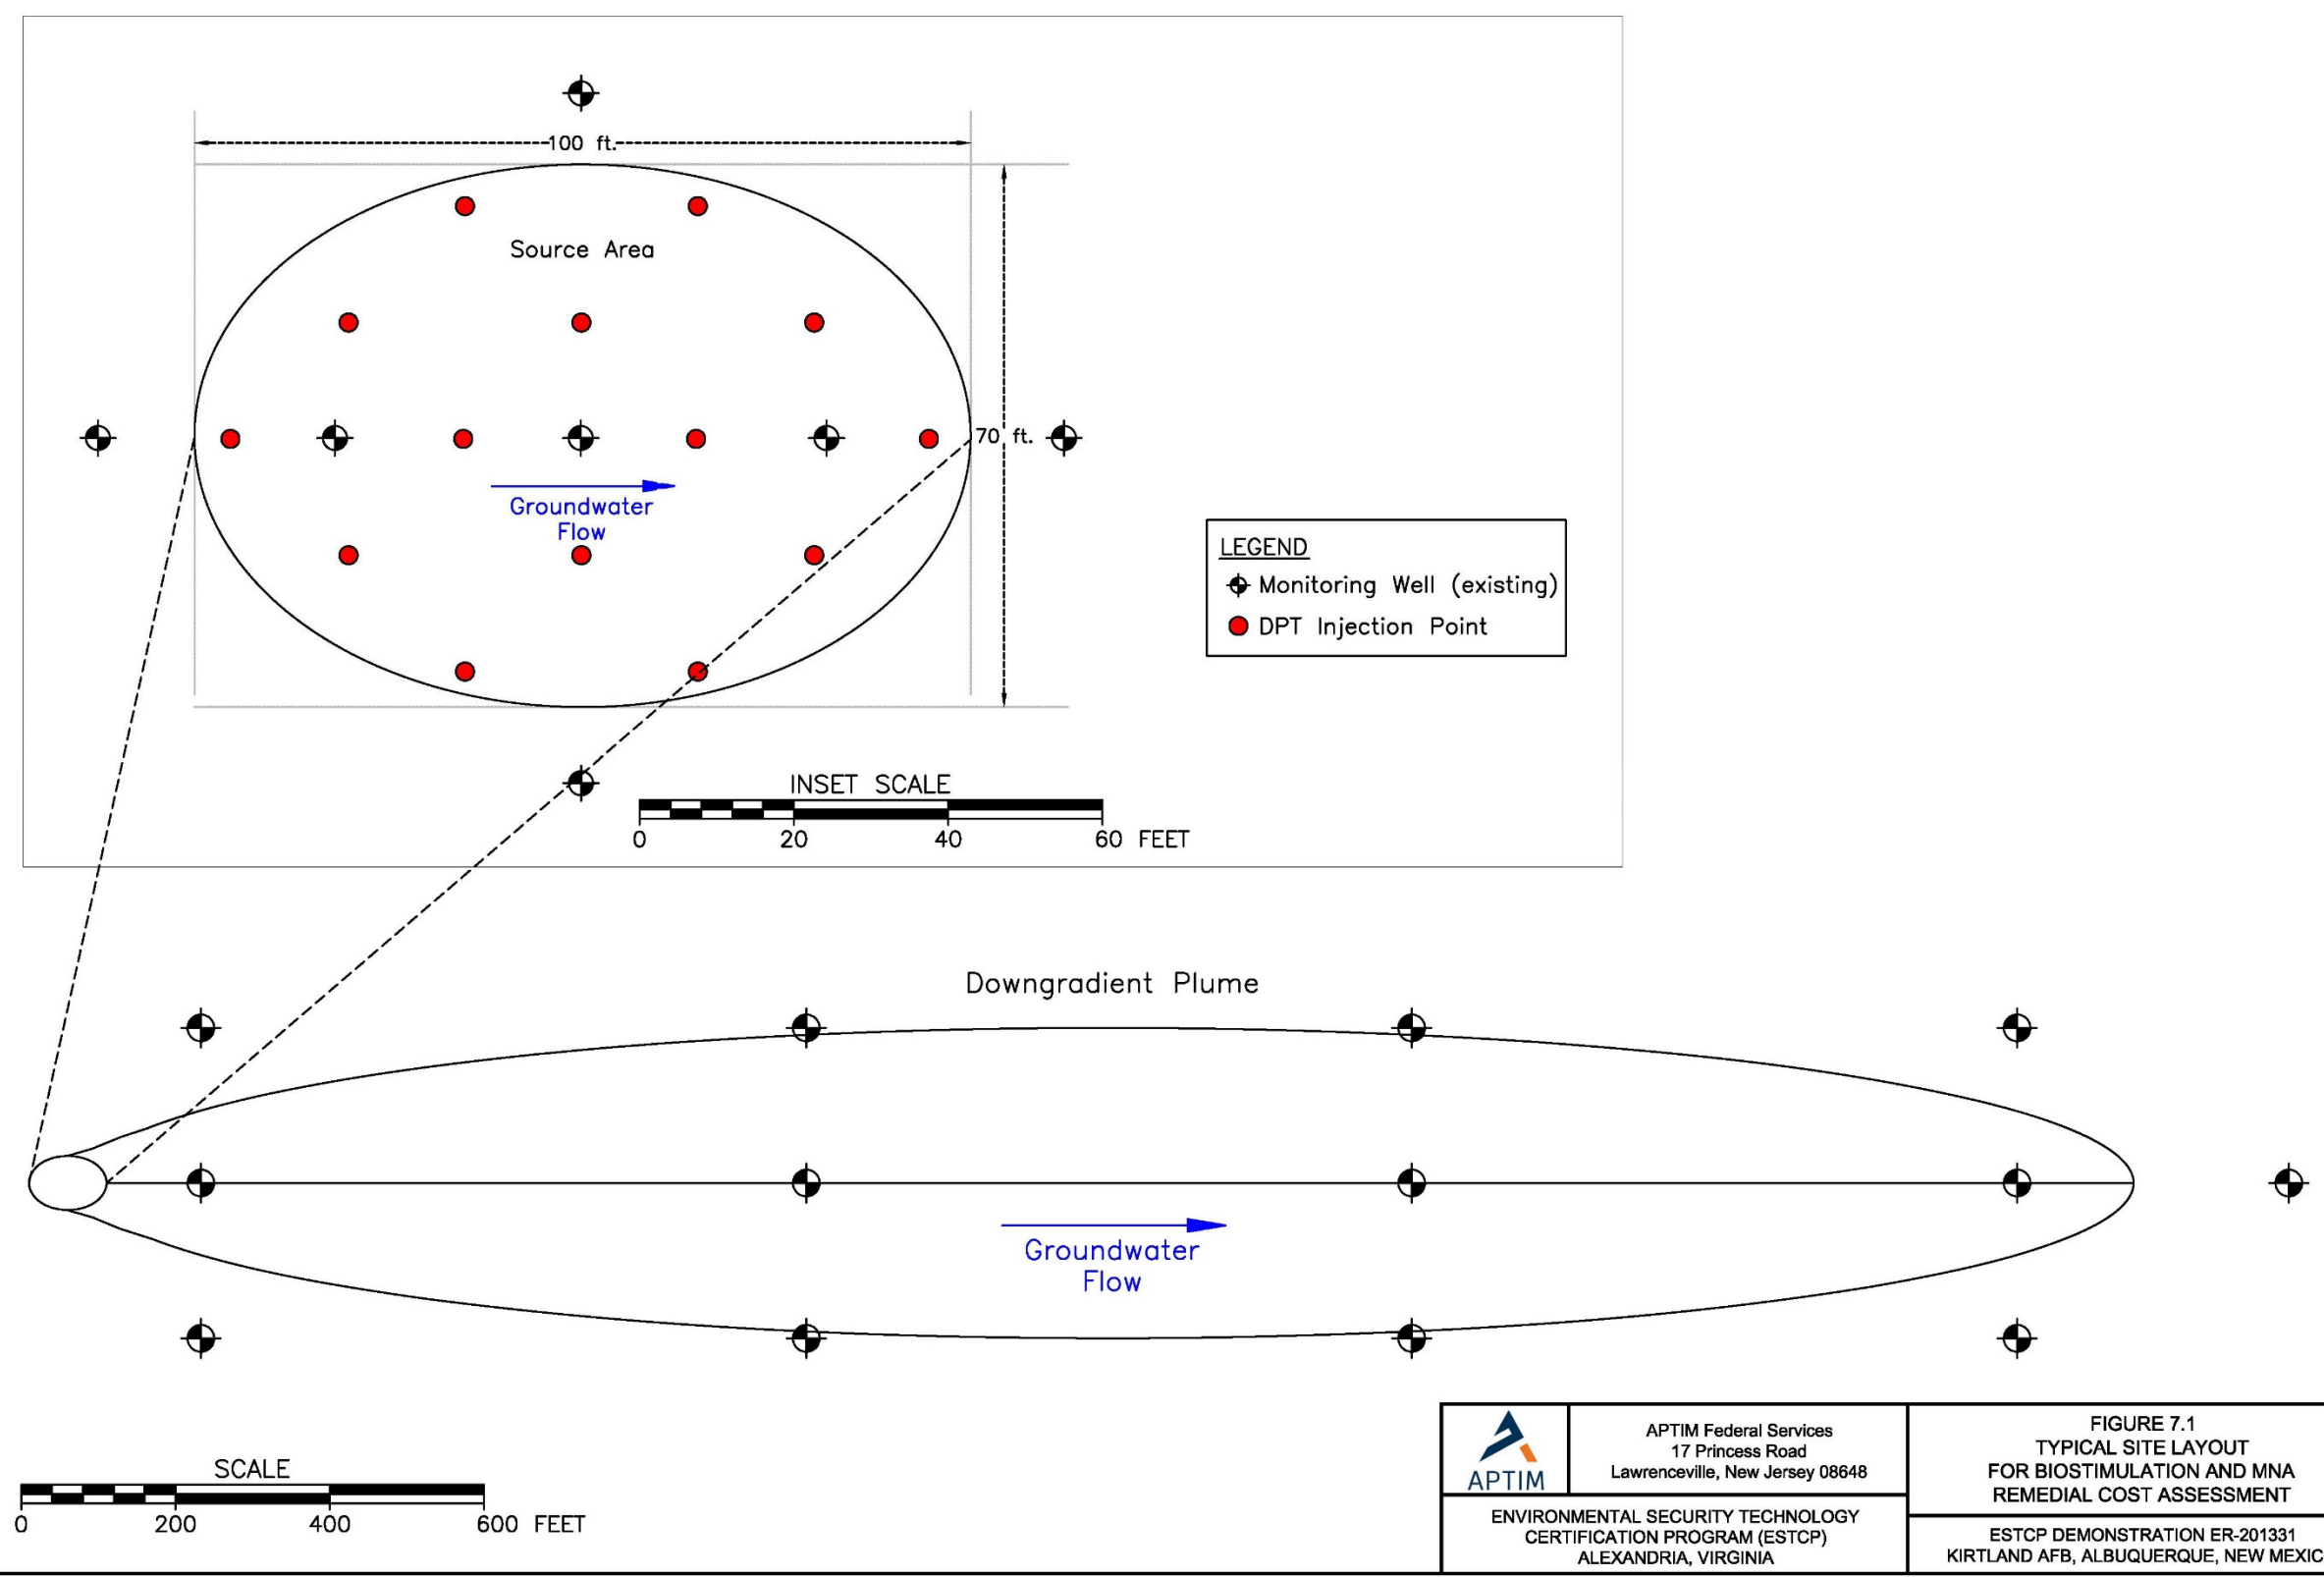 100 ft.
Source Area
70 ft.
Groundwater
Flow
LEGEND
Monitoring Well (existing)
DPT Injection Point
INSET SCALE
0 20 40 60 FEET
Downgradient Plume
Groundwater
Flow
SCALE
0 200 400 600 FEET
APTIM
APTIM Federal Services
17 Princess Road
Lawrenceville, New Jersey 08648
ENVIRONMENTAL SECURITY TECHNOLOGY
CERTIFICATION PROGRAM (ESTCP)
ALEXANDRIA, VIRGINIA
FIGURE 7.1
TYPICAL SITE LAYOUT
FOR BIOSTIMULATION AND MNA
REMEDIAL COST ASSESSMENT
ESTCP DEMONSTRATION ER-201331
KIRTLAND AFB, ALBUQUERQUE, NEW MEXIC